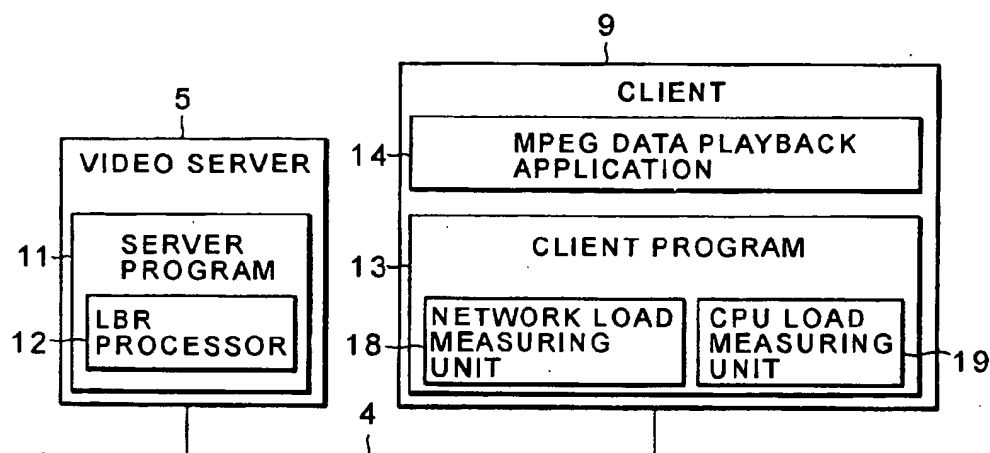 9
CLIENT
5
MPEG DATA PLAYBACK
APPLICATION
14
VIDEO SERVER
11
SERVER
PROGRAM
13
CLIENT PROGRAM
12
LBR
PROCESSOR
18
NETWORK LOAD
MEASURING
UNIT
CPU LOAD
MEASURING
UNIT
19
4